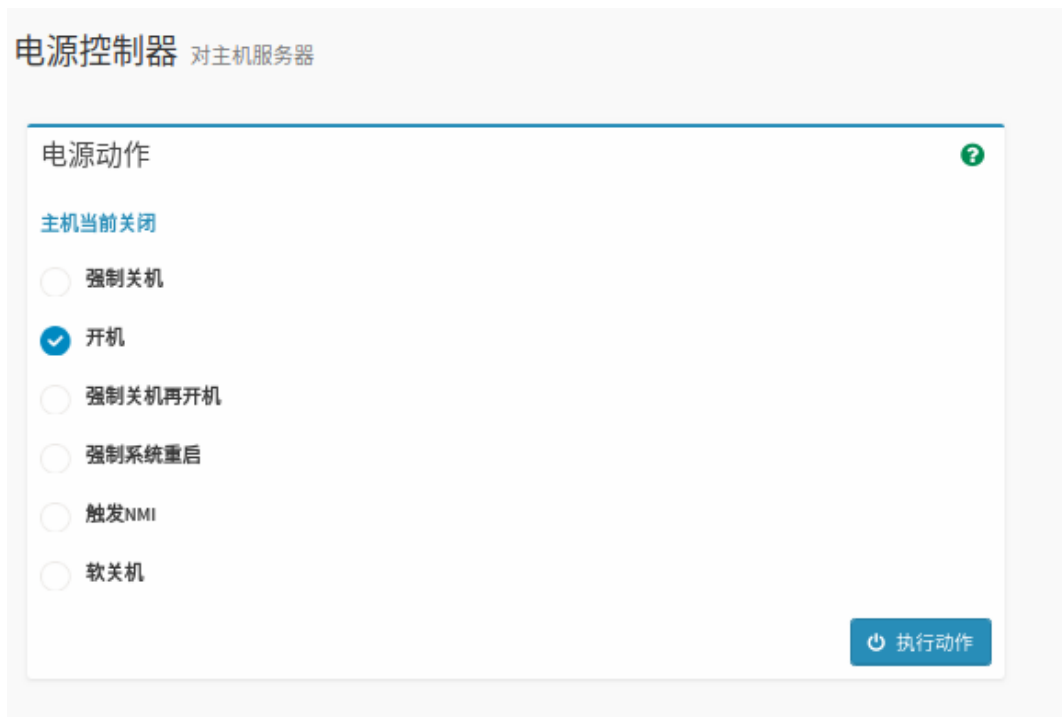 电源控制器 对主机服务器
电源动作
主机当前关闭
强制关机
开机
强制关机再开机
强制系统重启
触发NMI
软关机
执行动作